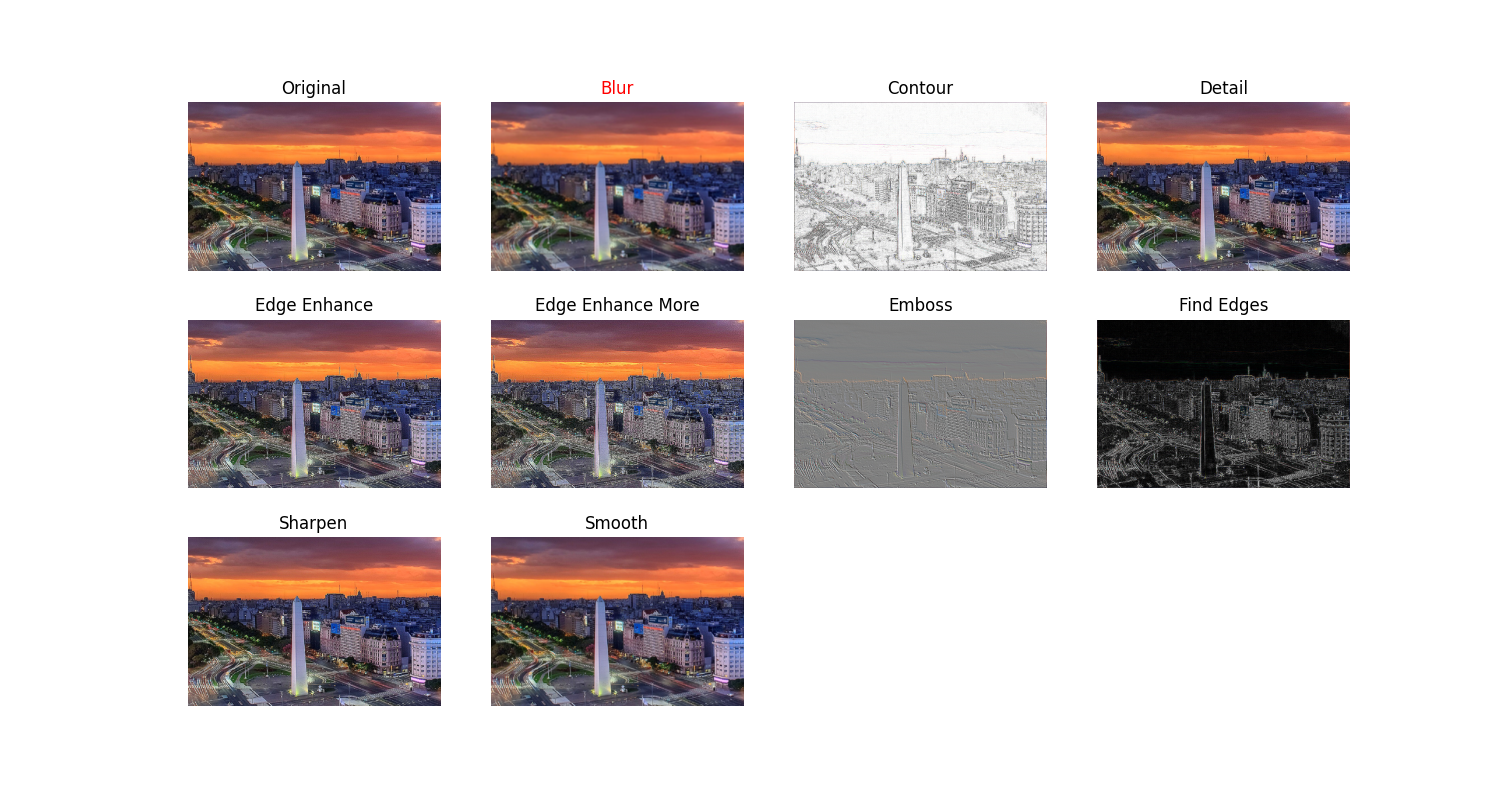 Original
Blur
Contour
Detail
Edge Enhance
Edge Enhance More
Emboss
Find Edges
Sharpen
Smooth